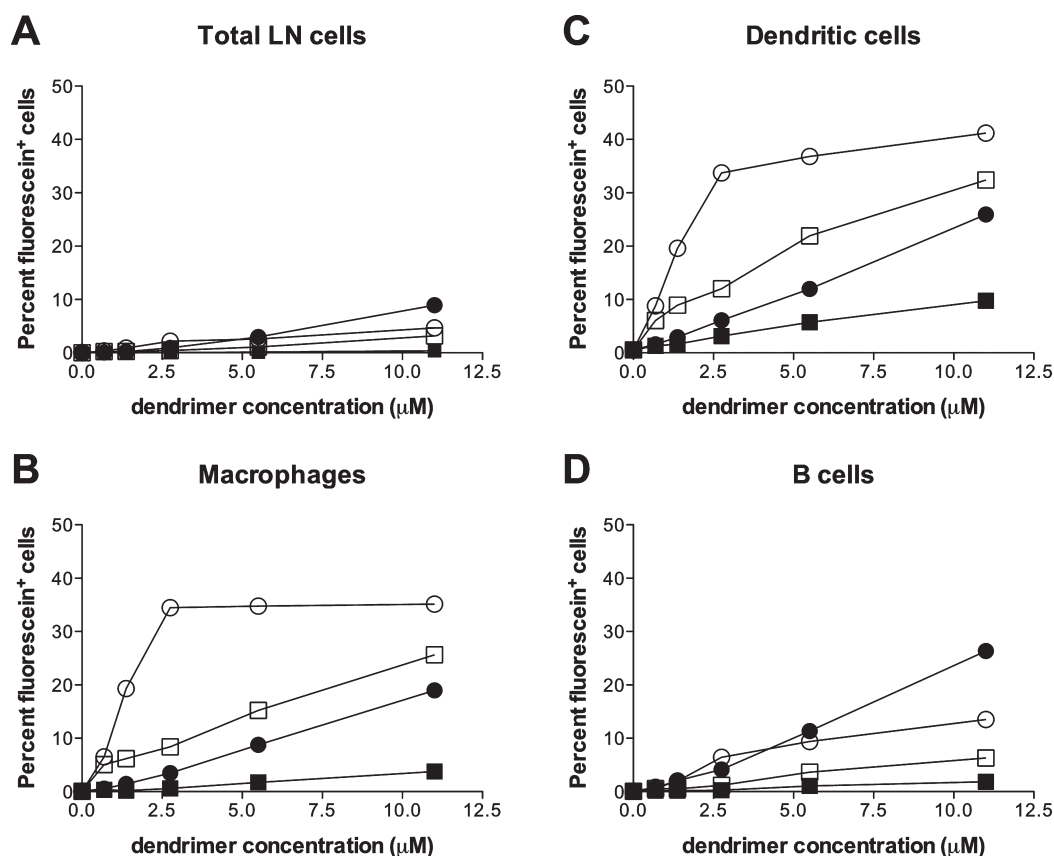 A
Total LN cells
Percent fluorescein⁺ cells
50
40
30
20
10
0
0.0 2.5 5.0 7.5 10.0 12.5
dendrimer concentration (μM)
C
Dendritic cells
Percent fluorescein⁺ cells
50
40
30
20
10
0
0.0 2.5 5.0 7.5 10.0 12.5
dendrimer concentration (μM)
B
Macrophages
Percent fluorescein⁺ cells
50
40
30
20
10
0
0.0 2.5 5.0 7.5 10.0 12.5
dendrimer concentration (μM)
D
B cells
Percent fluorescein⁺ cells
50
40
30
20
10
0
0.0 2.5 5.0 7.5 10.0 12.5
dendrimer concentration (μM)